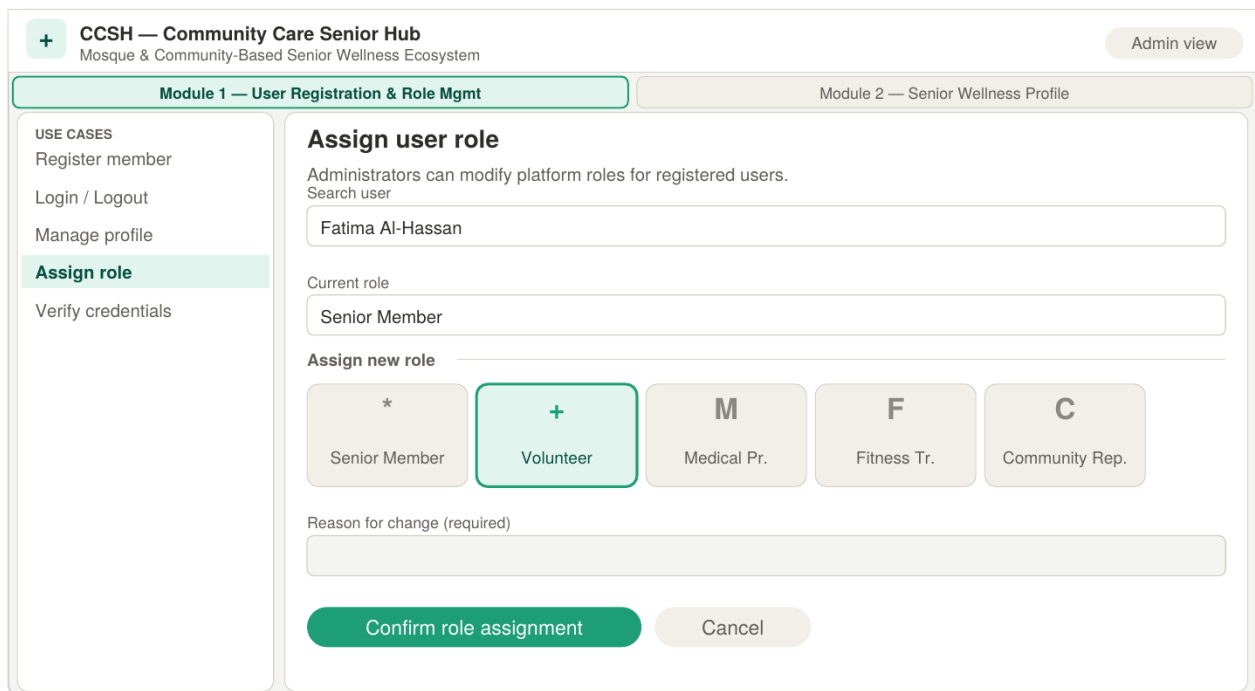 +
CCSH — Community Care Senior Hub
Mosque & Community-Based Senior Wellness Ecosystem
Admin view
Module 1 — User Registration & Role Mgmt
Module 2 — Senior Wellness Profile
USE CASES
Register member
Login / Logout
Manage profile
Assign role
Verify credentials
Assign user role
Administrators can modify platform roles for registered users.
Search user
Fatima Al-Hassan
Current role
Senior Member
Assign new role
*
Senior Member
+
Volunteer
M
Medical Pr.
F
Fitness Tr.
C
Community Rep.
Reason for change (required)
Confirm role assignment
Cancel